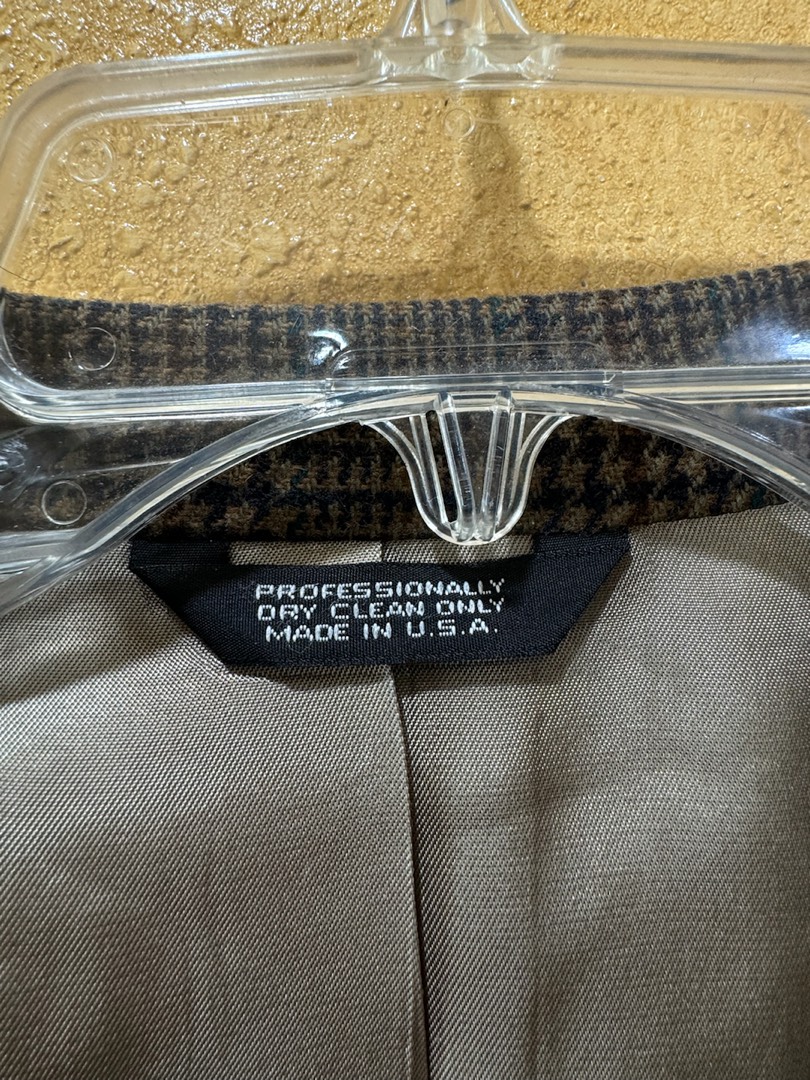 PROFESSIONALLY
DRY CLEAN ONLY
MADE IN U.S.A.